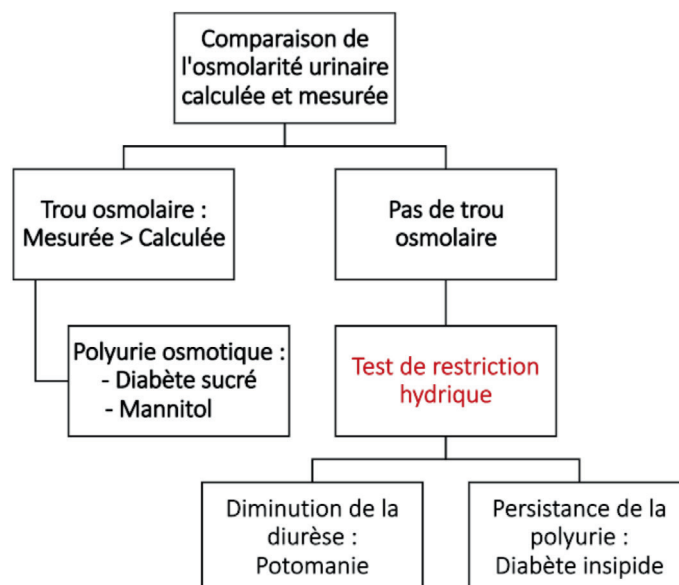 Comparaison de
l'osmolarité urinaire
calculée et mesurée
Trou osmolaire :
Mesurée > Calculée
Pas de trou
osmolaire
Polyurie osmotique :
- Diabète sucré
- Mannitol
Test de restriction
hydrique
Diminution de la
diurèse :
Potomanie
Persistance de la
polyurie :
Diabète insipide